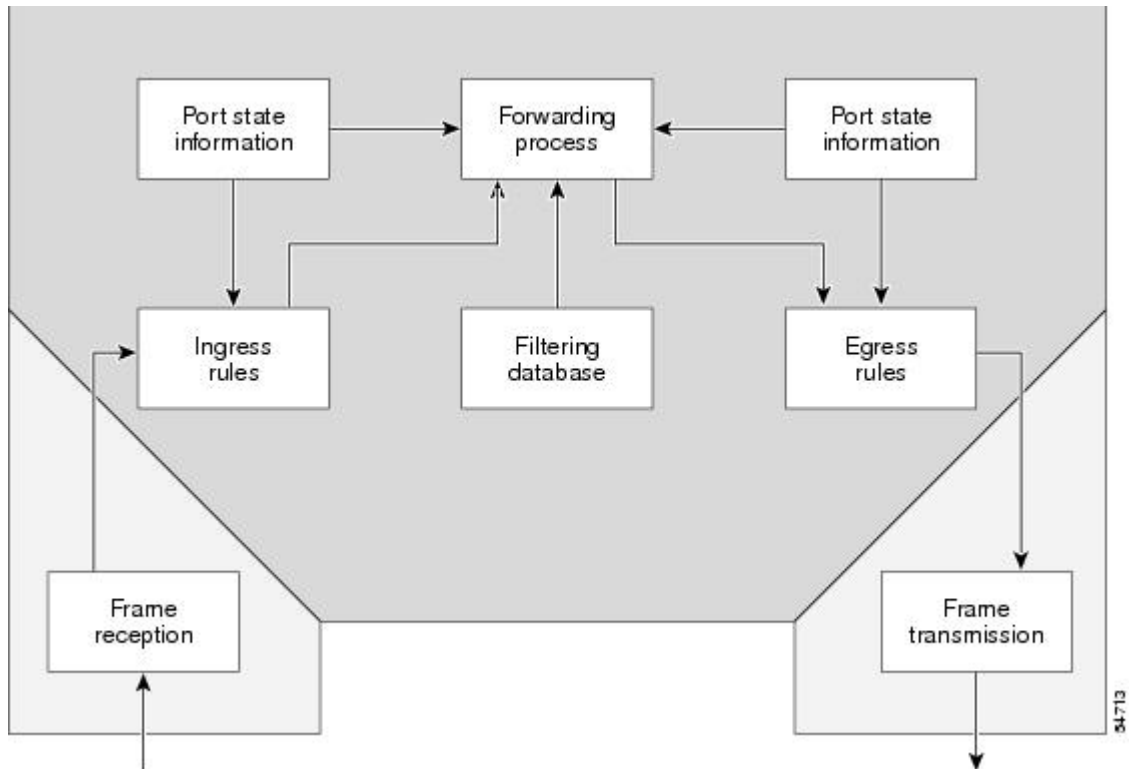 Port state
information
Forwarding
process
Port state
information
Ingress
rules
Filtering
database
Egress
rules
Frame
reception
Frame
transmission
54713